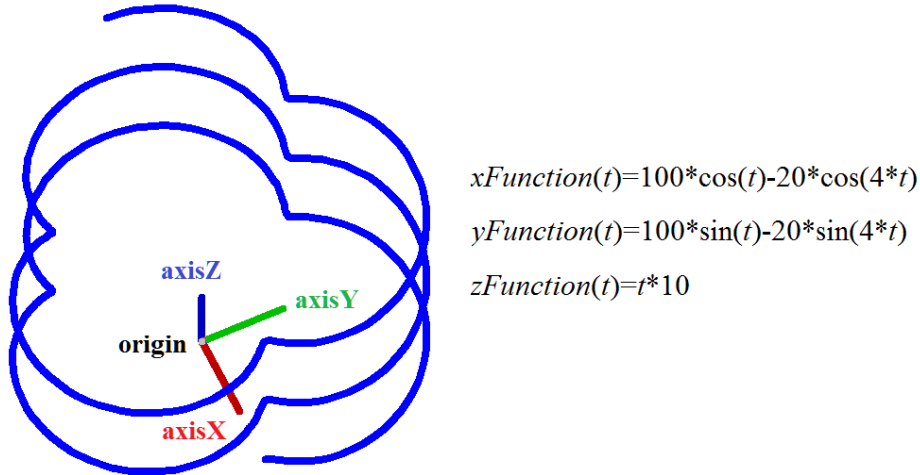 xFunction(t)=100*cos(t)-20*cos(4*t)
yFunction(t)=100*sin(t)-20*sin(4*t)
axisZ
zFunction(t)=t*10
axisY
origin
axisX